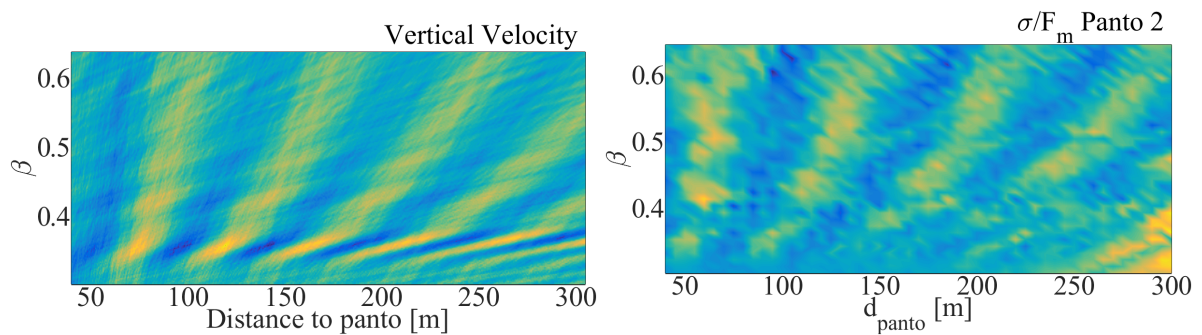 Vertical Velocity
0.6
0.5
0.4
β
50 100 150 200 250 300
Distance to panto [m]
σ/F_m Panto 2
0.6
0.5
0.4
β
50 100 150 200 250 300
d_panto [m]